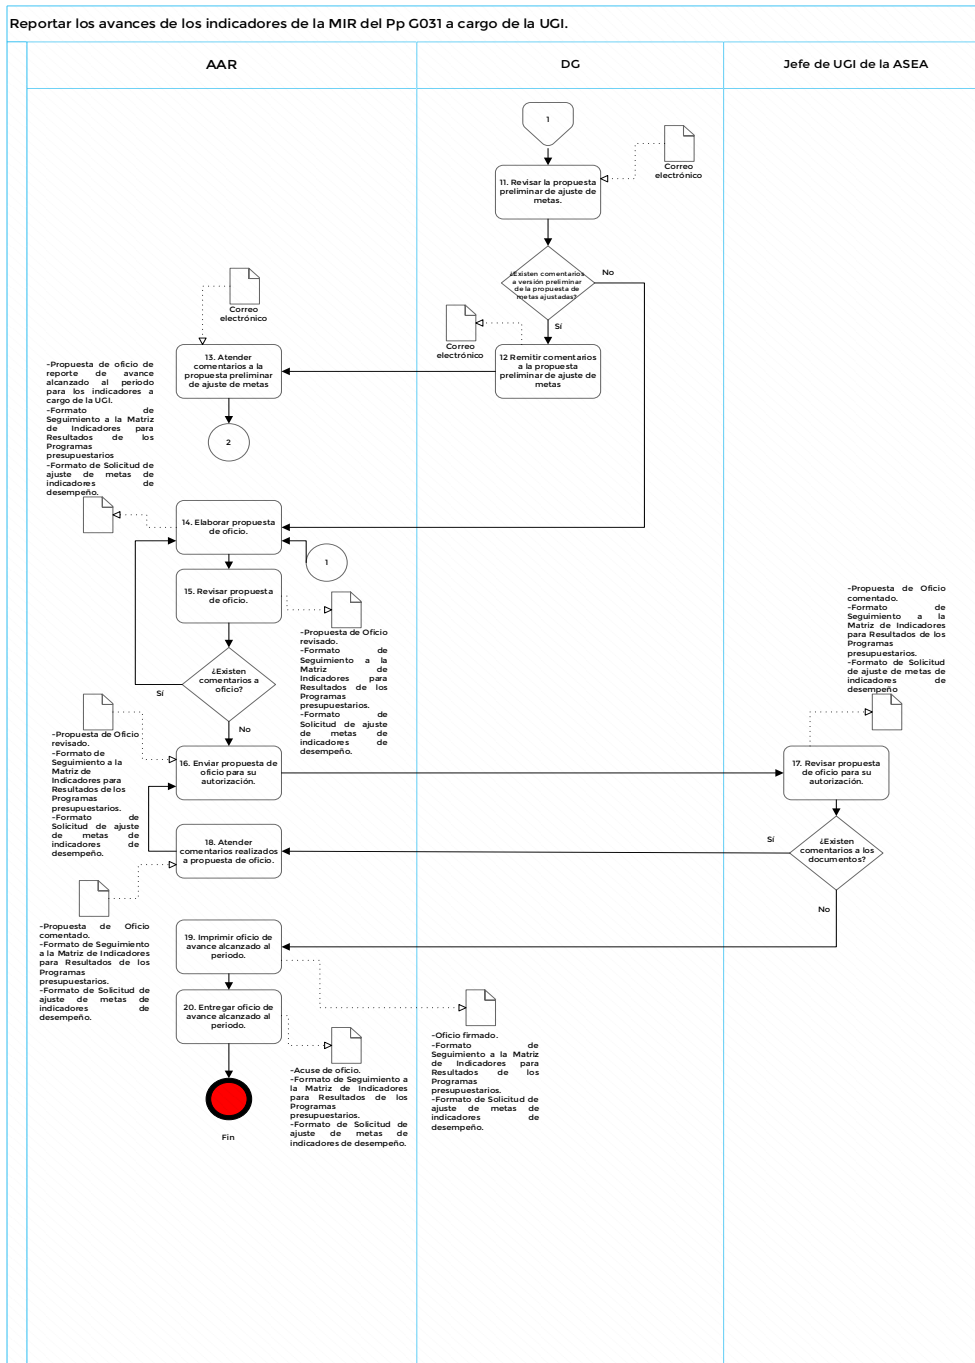 Reportar los avances de los indicadores de la MIR del Pp G031 a cargo de la UGI.
AAR
DG
Jefe de UGI de la ASEA
1
Correo
electrónico
11. Revisar la propuesta
preliminar de ajuste de
metas.
¿Existen comentarios
a versión preliminar
de la propuesta de
metas ajustadas?
No
Sí
Correo
electrónico
Correo
electrónico
12 Remitir comentarios
a la propuesta
preliminar de ajuste de
metas
13. Atender
comentarios a la
propuesta preliminar
de ajuste de metas
2
-Propuesta de oficio de
reporte de avance
alcanzado al periodo
para los indicadores a
cargo de la UGI.
-Formato de
Seguimiento a la Matriz
de Indicadores para
Resultados de los
Programas
presupuestarios
-Formato de Solicitud de
ajuste de metas de
indicadores de
desempeño.
14. Elaborar propuesta
de oficio.
1
15. Revisar propuesta
de oficio.
-Propuesta de Oficio
revisado.
-Formato de
Seguimiento a la
Matriz de
Indicadores para
Resultados de los
Programas
presupuestarios.
-Formato de
Solicitud de ajuste
de metas de
indicadores de
desempeño.
¿Existen
comentarios a
oficio?
Sí
No
-Propuesta de Oficio
revisado.
-Formato de
Seguimiento a la
Matriz de
Indicadores para
Resultados de los
Programas
presupuestarios.
-Formato de
Solicitud de ajuste
de metas de
indicadores de
desempeño.
16. Enviar propuesta de
oficio para su
autorización.
-Propuesta de Oficio
comentado.
-Formato de
Seguimiento a la
Matriz de Indicadores
para Resultados de los
Programas
presupuestarios.
-Formato de Solicitud
de ajuste de metas de
indicadores de
desempeño
17. Revisar propuesta
de oficio para su
autorización.
¿Existen
comentarios a los
documentos?
Sí
No
18. Atender
comentarios realizados
a propuesta de oficio.
-Propuesta de Oficio
comentado.
-Formato de Seguimiento
a la Matriz de Indicadores
para Resultados de los
Programas
presupuestarios.
-Formato de Solicitud de
ajuste de metas de
indicadores de
desempeño.
19. Imprimir oficio de
avance alcanzado al
periodo.
-Oficio firmado.
-Formato de
Seguimiento a la Matriz
de Indicadores para
Resultados de los
Programas
presupuestarios.
-Formato de Solicitud de
ajuste de metas de
indicadores de
desempeño.
20. Entregar oficio de
avance alcanzado al
periodo.
-Acuse de oficio.
-Formato de Seguimiento a
la Matriz de Indicadores
para Resultados de los
Programas
presupuestarios.
-Formato de Solicitud de
ajuste de metas de
indicadores de desempeño.
Fin